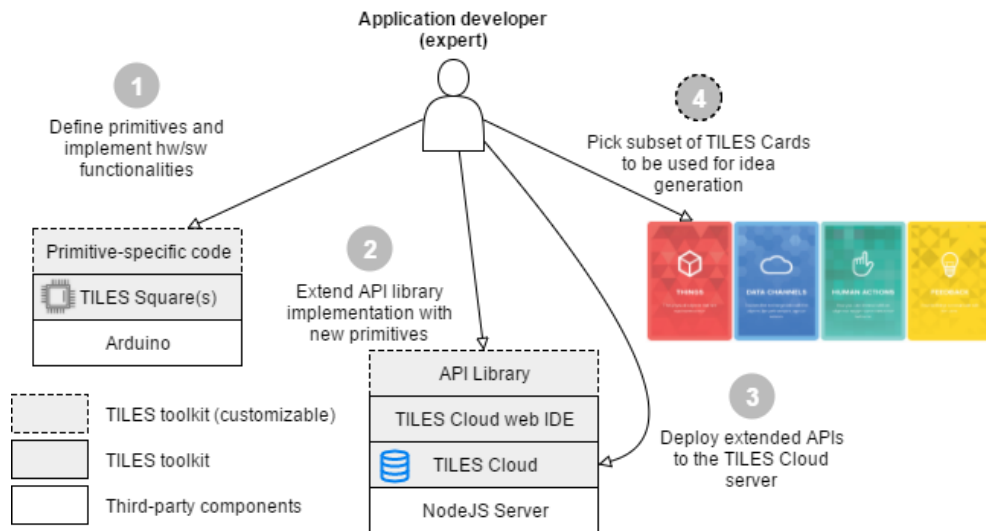 Application developer
(expert)
1
Define primitives and
implement hw/sw
functionalities
4
Pick subset of TILES Cards
to be used for idea
generation
Primitive-specific code
TILES Square(s)
Arduino
2
Extend API library
implementation with
new primitives
THINGS
DATA CHANNELS
HUMAN ACTIONS
FEEDBACK
API Library
TILES Cloud web IDE
TILES Cloud
NodeJS Server
3
Deploy extended APIs
to the TILES Cloud
server
TILES toolkit (customizable)
TILES toolkit
Third-party components